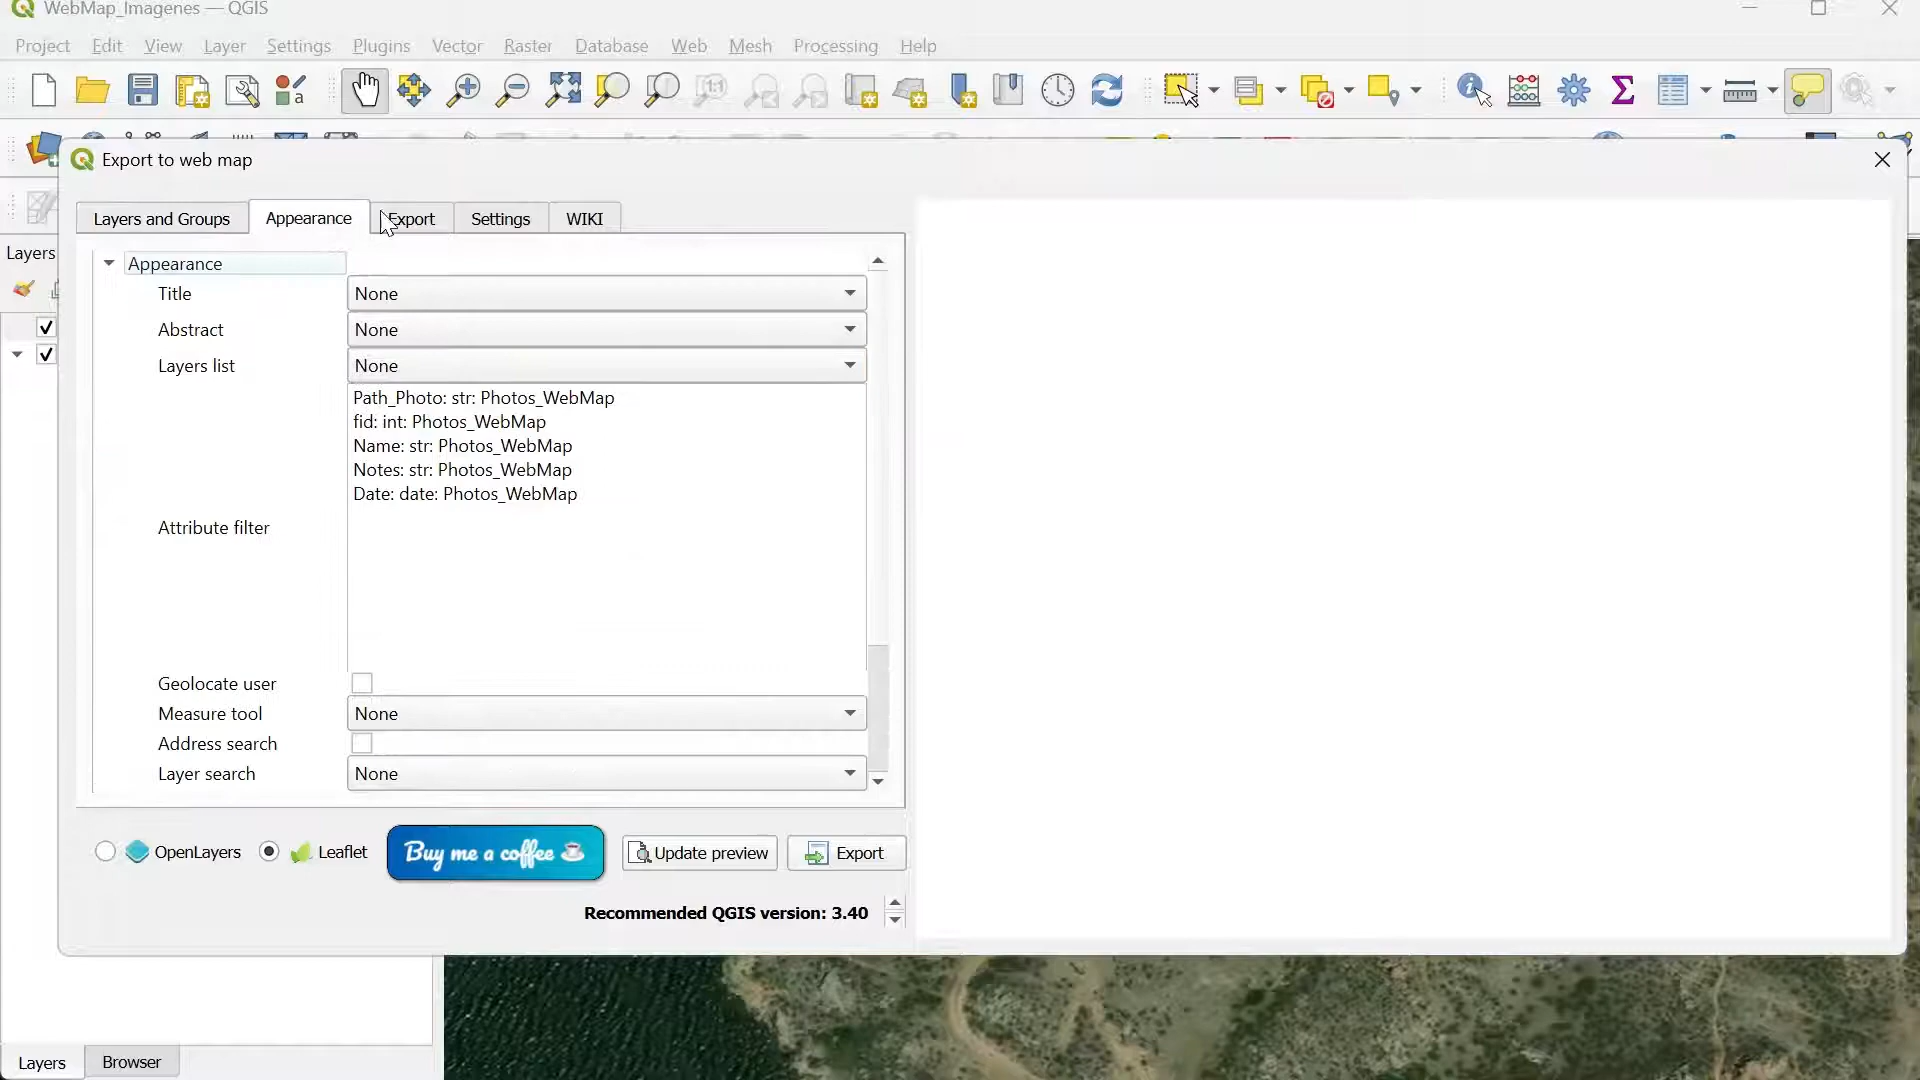 WebMap_Imagenes — QGIS
Project Edit View Layer Settings Plugins Vector Raster Database Web Mesh Processing Help
1:1
a
Export to web map
Layers and Groups Appearance Export Settings WIKI
Layers
Appearance
Title None
Abstract None
Layers list None
Path_Photo: str: Photos_WebMap
fid: int: Photos_WebMap
Name: str: Photos_WebMap
Notes: str: Photos_WebMap
Date: date: Photos_WebMap
Attribute filter
Geolocate user
Measure tool None
Address search
Layer search None
OpenLayers Leaflet Buy me a coffee Update preview Export
Recommended QGIS version: 3.40
Layers Browser